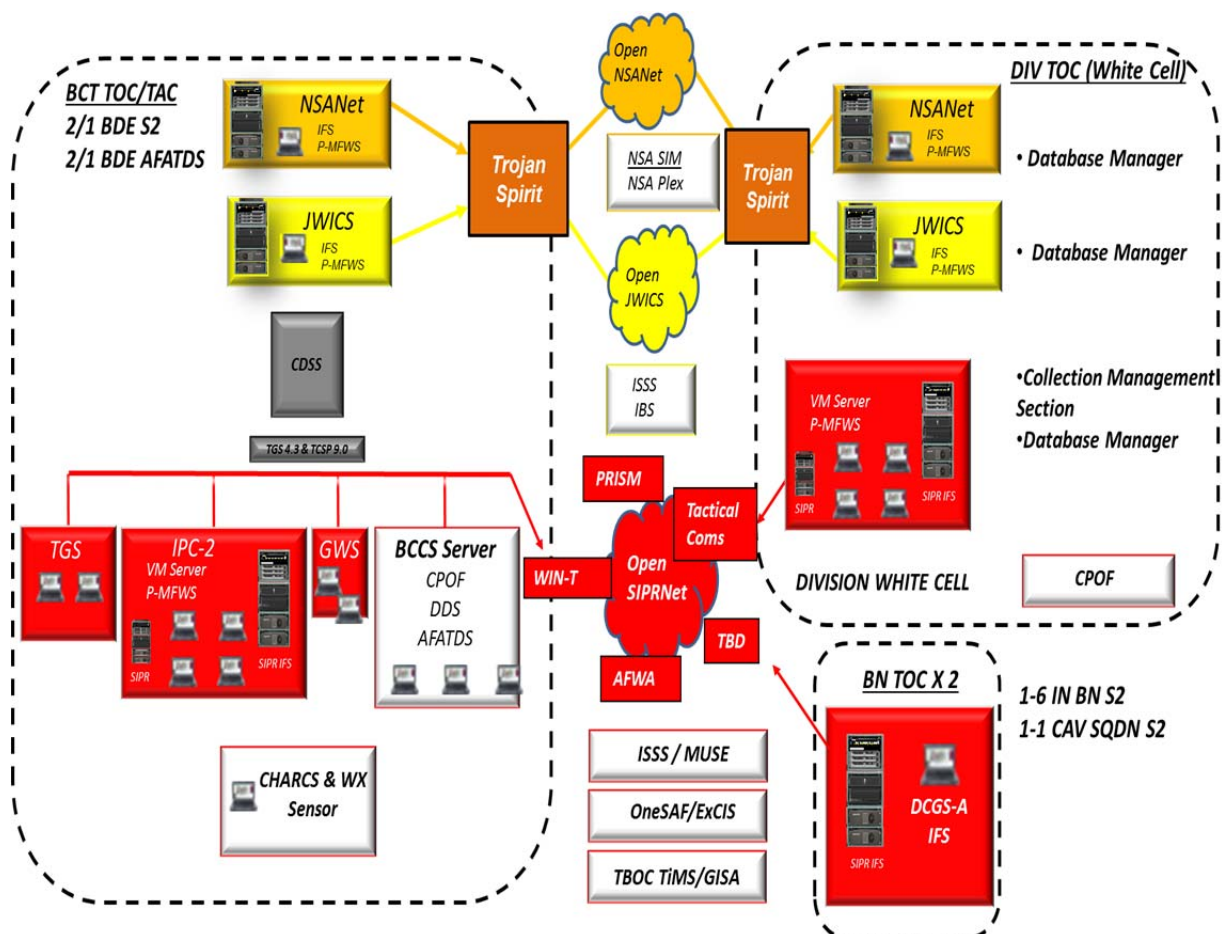 BCT TOC/TAC
2/1 BDE S2
2/1 BDE AFATDS
NSANet
IFS
P-MFWS
JWICS
IFS
P-MFWS
CDSS
TGS 4.3 & TCSP 9.0
TGS
IPC-2
VM Server
P-MFWS
SIPR
SIPR IFS
GWS
BCCS Server
CPOF
DDS
AFATDS
CHARCS & WX
Sensor
Trojan
Spirit
Open
NSANet
NSA SIM
NSA Plex
Open
JWICS
ISSS
IBS
Trojan
Spirit
PRISM
Tactical
Coms
WIN-T
Open
SIPRNet
TBD
AFWA
ISSS / MUSE
OneSAF/ExCIS
TBOC TiMS/GISA
DIV TOC (White Cell)
NSANet
IFS
P-MFWS
• Database Manager
JWICS
IFS
P-MFWS
• Database Manager
VM Server
P-MFWS
SIPR
SIPR IFS
•Collection Management
Section
•Database Manager
DIVISION WHITE CELL
CPOF
BN TOC X 2
DCGS-A
IFS
SIPR IFS
1-6 IN BN S2
1-1 CAV SQDN S2